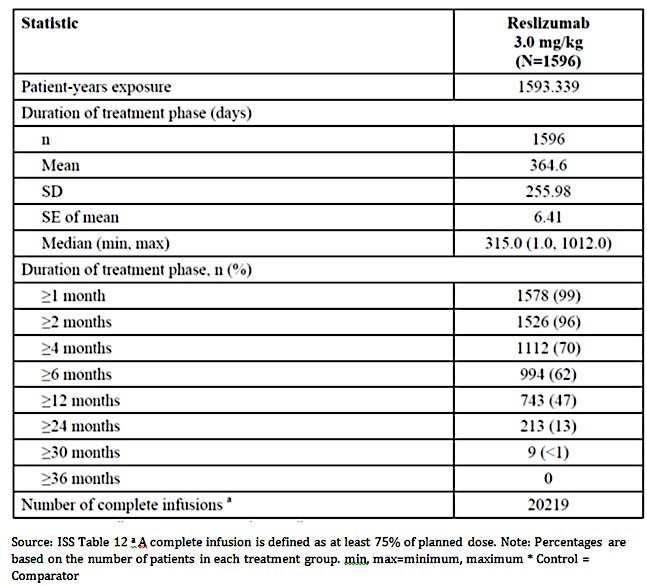 Statistic Reslizumab
3.0 mg/kg
(N=1596)
Patient-years exposure 1593.339
Duration of treatment phase (days)
n 1596
Mean 364.6
SD 255.98
SE of mean 6.41
Median (min, max) 315.0 (1.0, 1012.0)
Duration of treatment phase, n (%)
≥1 month 1578 (99)
≥2 months 1526 (96)
≥4 months 1112 (70)
≥6 months 994 (62)
≥12 months 743 (47)
≥24 months 213 (13)
≥30 months 9 (<1)
≥36 months 0
Number of complete infusions ᵃ 20219
Source: ISS Table 12 ᵃ A complete infusion is defined as at least 75% of planned dose. Note: Percentages are
based on the number of patients in each treatment group. min, max=minimum, maximum * Control =
Comparator